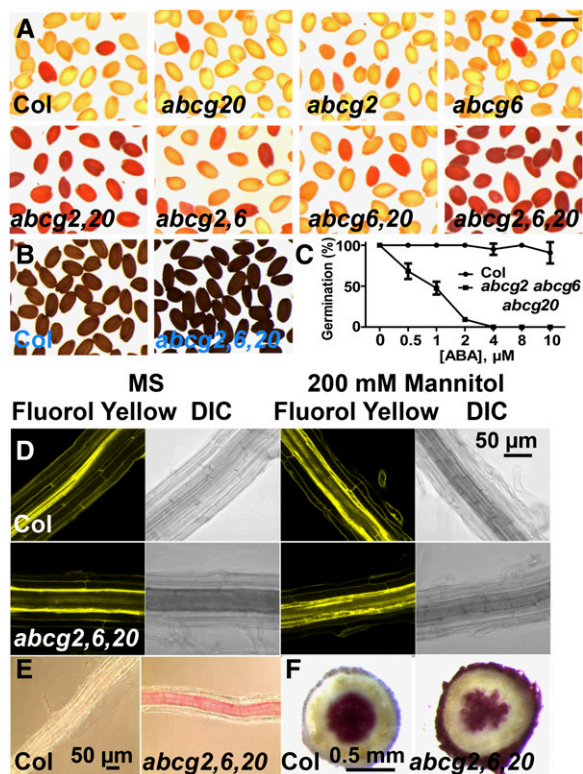 A
Col
abcg20
abcg2
abcg6
abcg2,20
abcg2,6
abcg6,20
abcg2,6,20
B
Col
abcg2,6,20
C
Germination (%)
100
50
0
Col
abcg2 abcg6
abcg20
0 0.5 1 2 4 8 10
[ABA], µM
MS 200 mM Mannitol
Fluorol Yellow DIC Fluorol Yellow DIC
D
50 µm
Col
abcg2,6,20
E
Col
50 µm
abcg2,6,20
F
Col
0.5 mm
abcg2,6,20